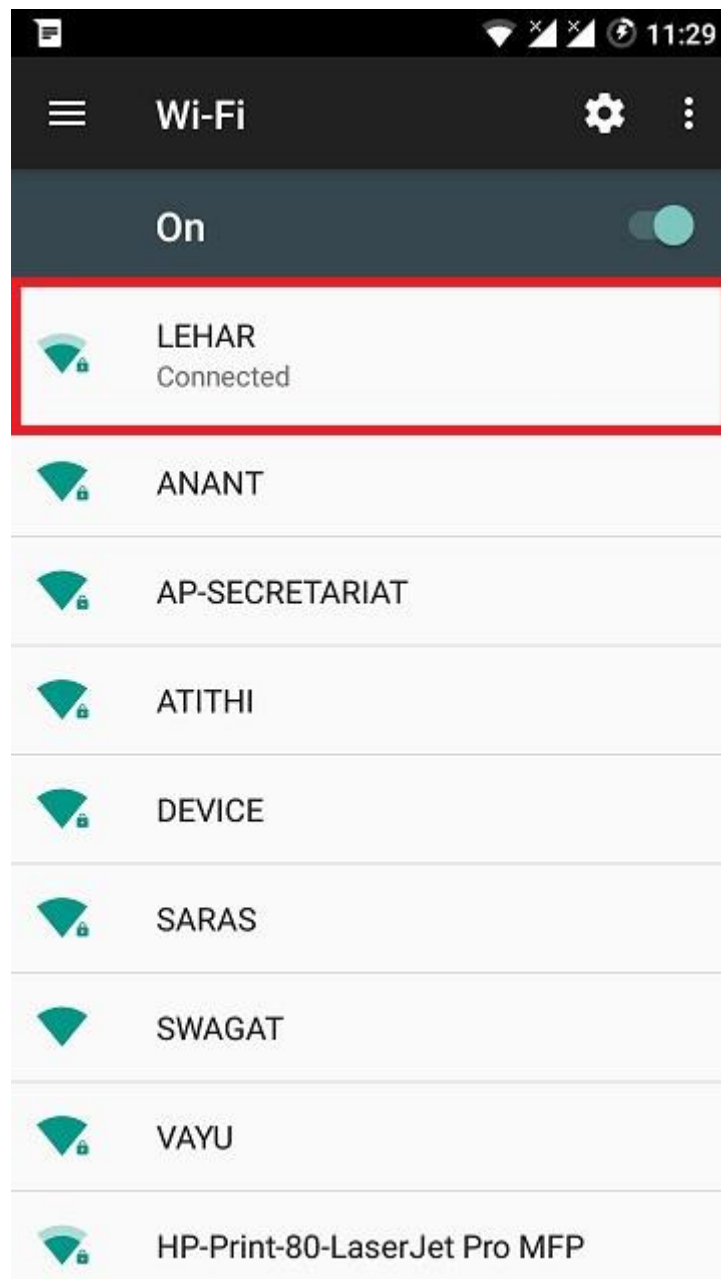 11:29
Wi-Fi
On
LEHAR
Connected
ANANT
AP-SECRETARIAT
ATITHI
DEVICE
SARAS
SWAGAT
VAYU
HP-Print-80-LaserJet Pro MFP